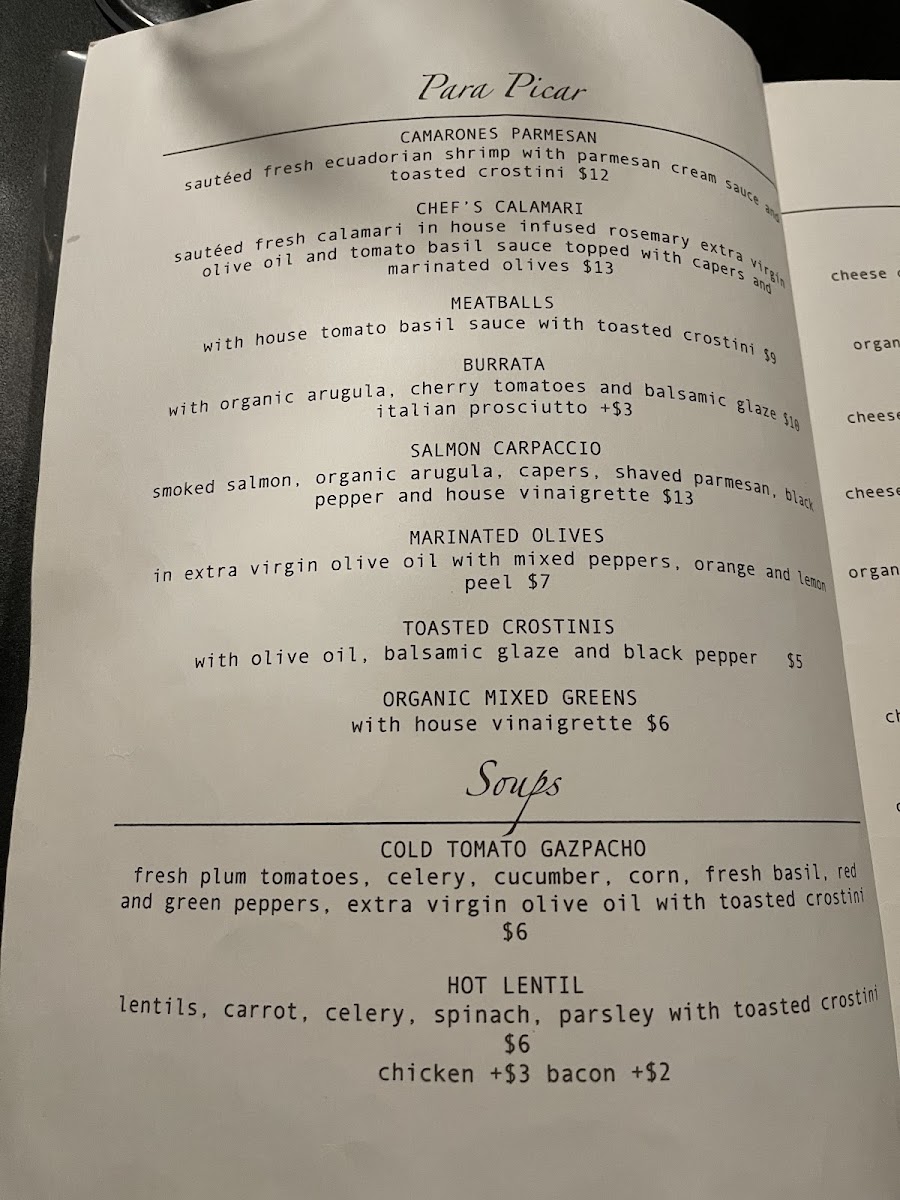 Para Picar
CAMARONES PARMESAN
sautéed fresh ecuadorian shrimp with parmesan cream sauce and
toasted crostini $12
CHEF'S CALAMARI
sautéed fresh calamari in house infused rosemary extra virgin
olive oil and tomato basil sauce topped with capers and
marinated olives $13
MEATBALLS
with house tomato basil sauce with toasted crostini $9
BURRATA
with organic arugula, cherry tomatoes and balsamic glaze $10
italian prosciutto +$3
SALMON CARPACCIO
smoked salmon, organic arugula, capers, shaved parmesan, black
pepper and house vinaigrette $13
MARINATED OLIVES
in extra virgin olive oil with mixed peppers, orange and lemon
peel $7
TOASTED CROSTINIS
with olive oil, balsamic glaze and black pepper $5
ORGANIC MIXED GREENS
with house vinaigrette $6
Soups
COLD TOMATO GAZPACHO
fresh plum tomatoes, celery, cucumber, corn, fresh basil, red
and green peppers, extra virgin olive oil with toasted crostini
$6
HOT LENTIL
lentils, carrot, celery, spinach, parsley with toasted crostini
$6
chicken +$3 bacon +$2
cheese
cheese
cheese